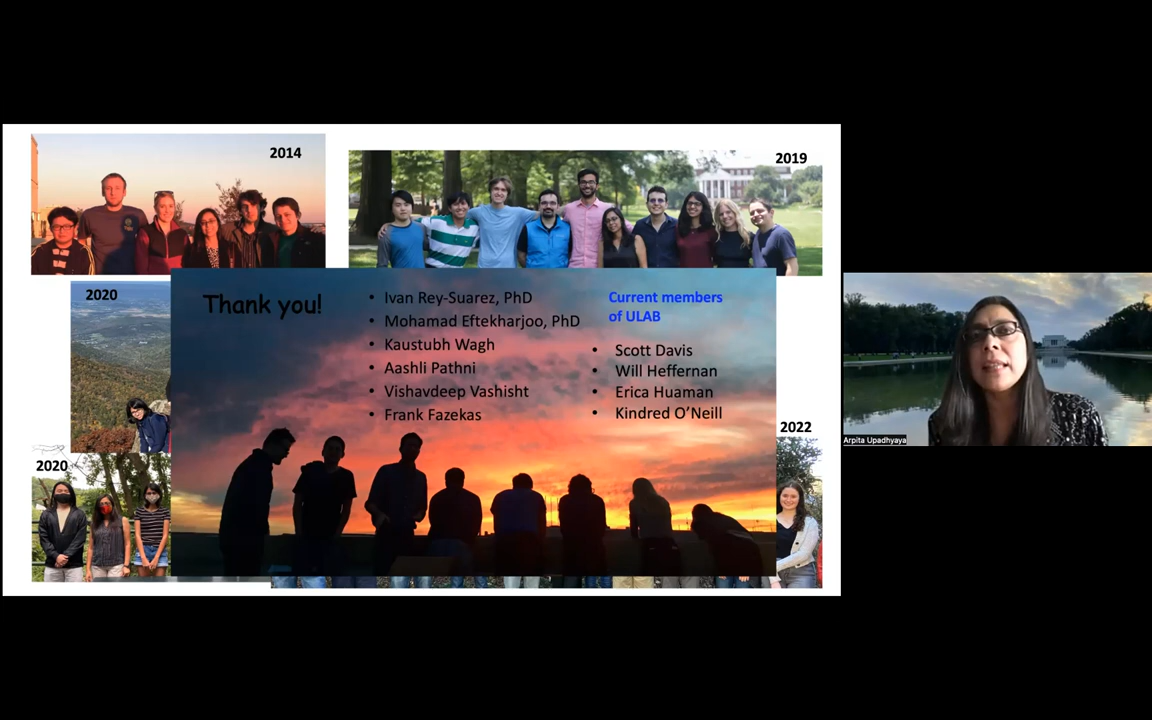 2014
2019
2020
Thank you!
• Ivan Rey-Suarez, PhD
• Mohamad Eftekharjoo, PhD
• Kaustubh Wagh
• Aashli Pathni
• Vishavdeep Vashisht
• Frank Fazekas
Current members
of ULAB
• Scott Davis
• Will Heffernan
• Erica Huaman
• Kindred O’Neill
2022
2020
Arpita Upadhyaya